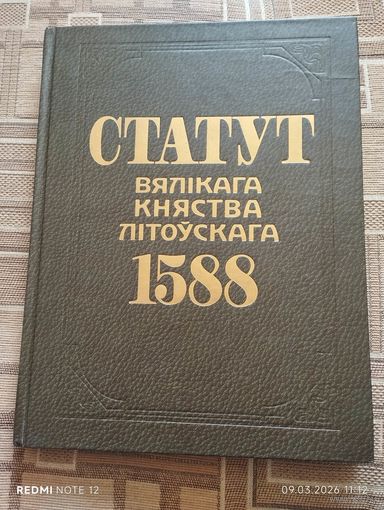 СТАТУТ
ВЯЛІКАГА
КНЯСТВА
ЛІТОЎСКАГА
1588
REDMI NOTE 12
09.03.2026 11:12